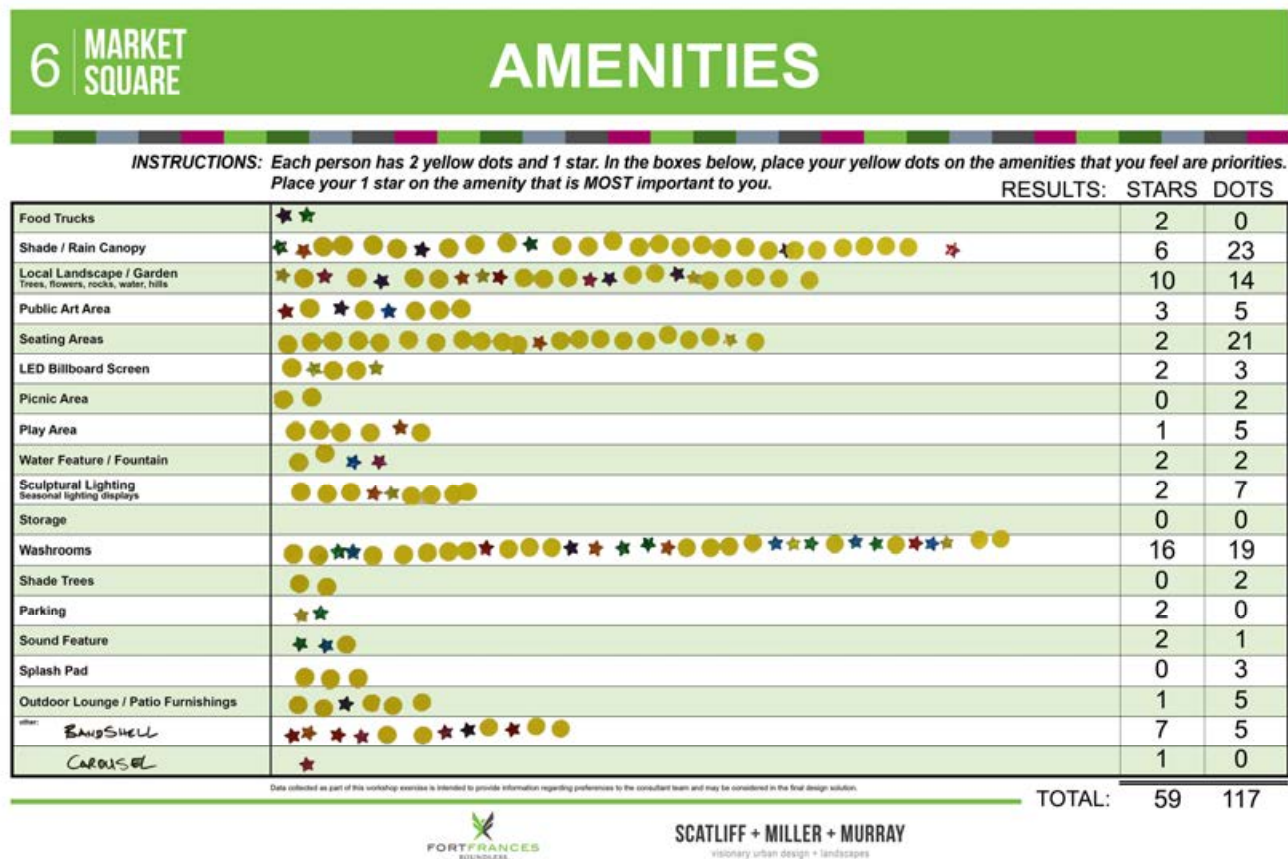 6 MARKET SQUARE
AMENITIES
INSTRUCTIONS: Each person has 2 yellow dots and 1 star. In the boxes below, place your yellow dots on the amenities that you feel are priorities.
Place your 1 star on the amenity that is MOST important to you.
RESULTS: STARS DOTS
Food Trucks 2 0
Shade / Rain Canopy 6 23
Local Landscape / Garden 10 14
Trees, flowers, rocks, water, hills
Public Art Area 3 5
Seating Areas 2 21
LED Billboard Screen 2 3
Picnic Area 0 2
Play Area 1 5
Water Feature / Fountain 2 2
Sculptural Lighting 2 7
Seasonal lighting displays
Storage 0 0
Washrooms 16 19
Shade Trees 0 2
Parking 2 0
Sound Feature 2 1
Splash Pad 0 3
Outdoor Lounge / Patio Furnishings 1 5
other:
BANDSHELL 7 5
CAROUSEL 1 0
Data collected as part of this workshop exercise is intended to provide information regarding preferences to the consultant team and may be considered in the final design solution.
TOTAL: 59 117
FORTFRANCES
BOUNDLESS
SCATLIFF + MILLER + MURRAY
visionary urban design + landscapes